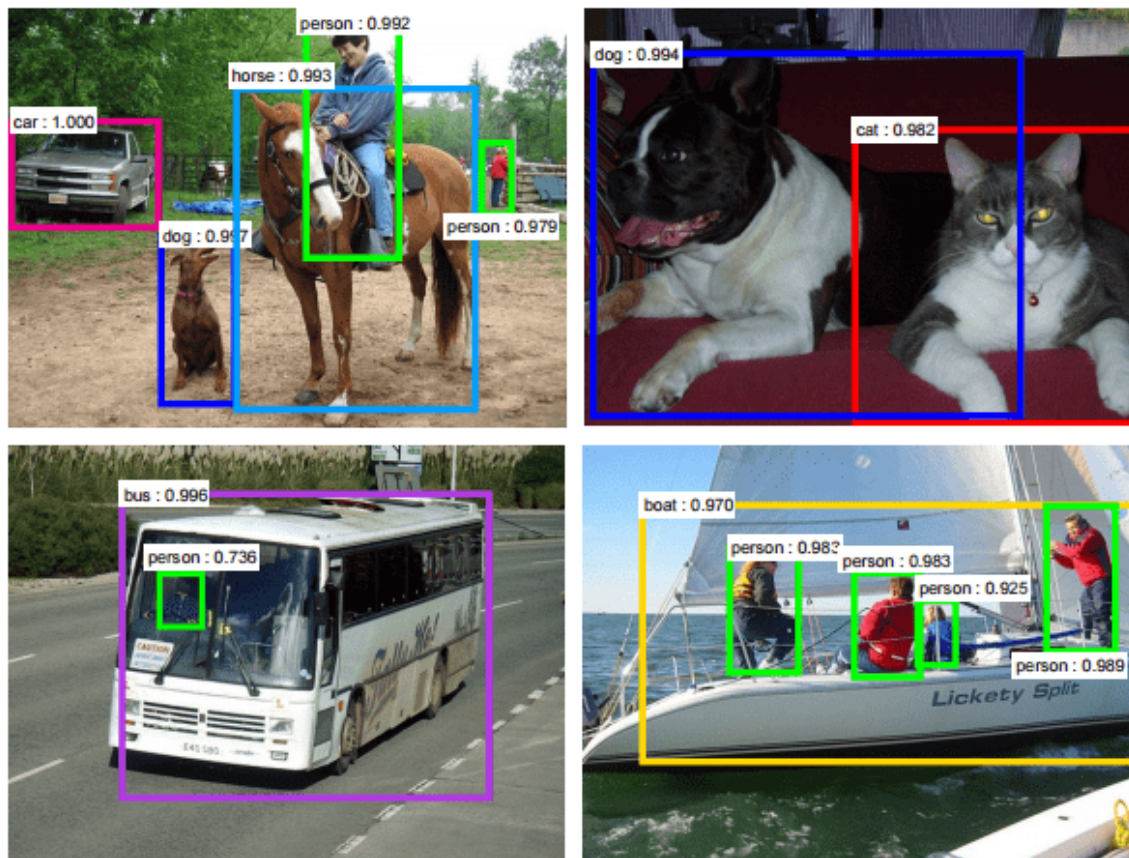 person : 0.992
horse : 0.993
car : 1.000
person : 0.979
dog : 0.997
dog : 0.994
cat : 0.982
bus : 0.996
person : 0.736
CAUTION
boat : 0.970
person : 0.983
person : 0.983
person : 0.925
person : 0.989
Lickety Split